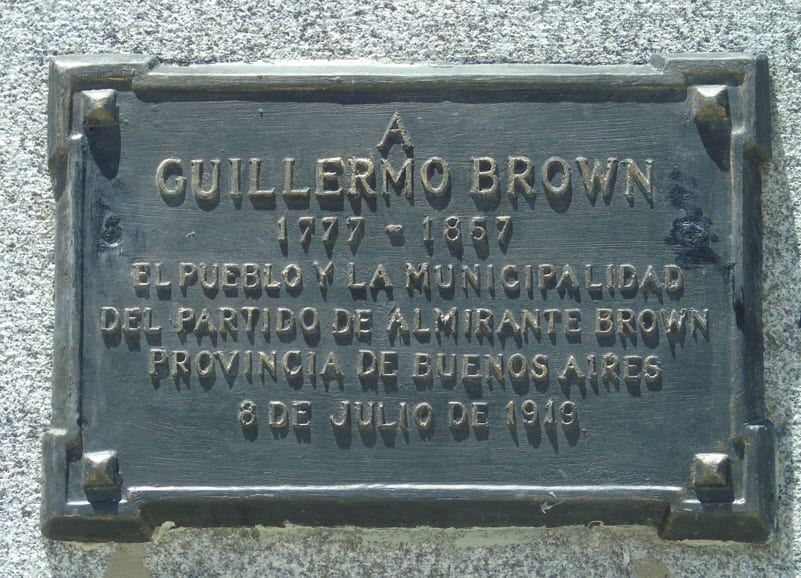 A
GUILLERMO BROWN
1777 - 1857
EL PUEBLO Y LA MUNICIPALIDAD
DEL PARTIDO DE ALMIRANTE BROWN
PROVINCIA DE BUENOS AIRES
8 DE JULIO DE 1919